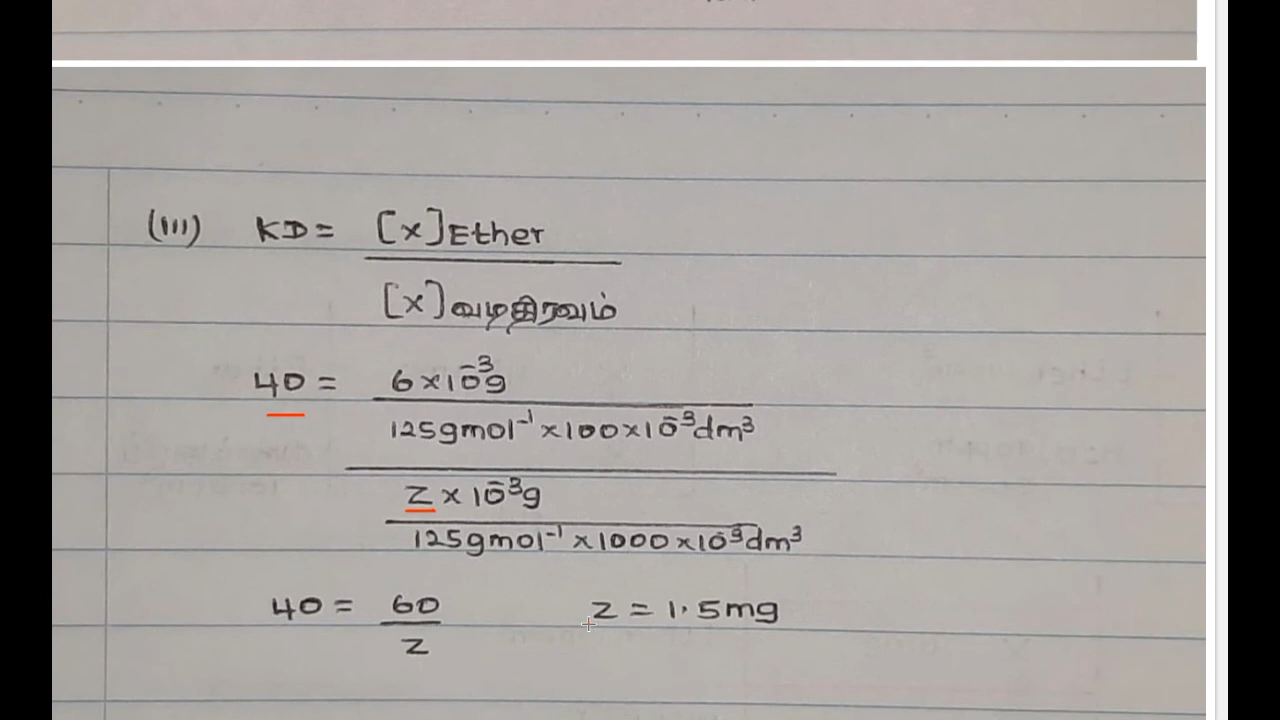 (III) KD = [x]Ether
[x]வடிதிரவம்
40 = 6×10⁻³g
125gmol⁻¹×100×10⁻³dm³
Z×10⁻³g
125gmol⁻¹×1000×10⁻³dm³
40 = 60 z = 1.5mg
z